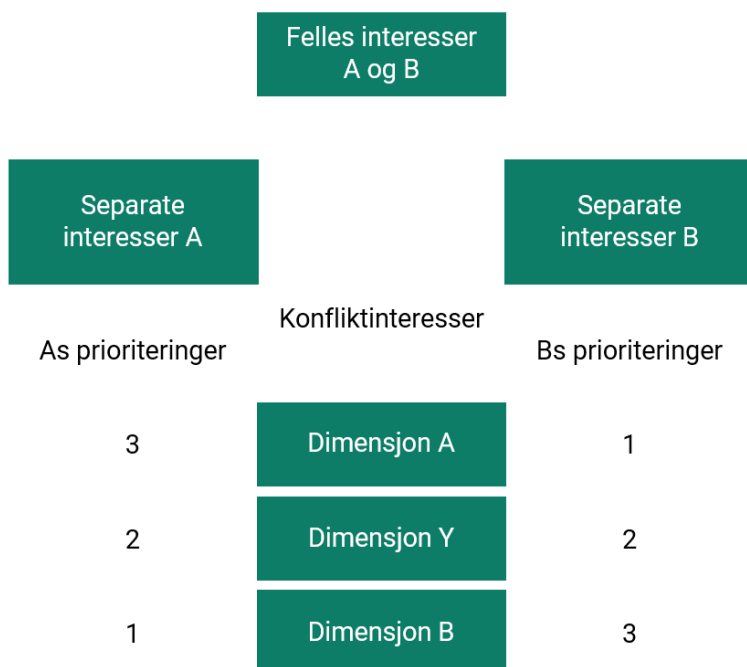 Felles interesser
A og B
Separate
interesser A
Separate
interesser B
Konfliktinteresser
As prioriteringer
Bs prioriteringer
3
Dimensjon A
1
2
Dimensjon Y
2
1
Dimensjon B
3